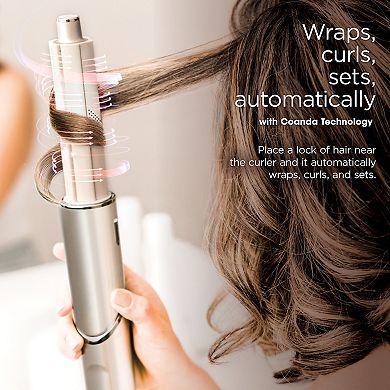 Wraps,
curls,
sets,
automatically
with Coanda Technology
Place a lock of hair near
the curler and it automatically
wraps, curls, and sets.